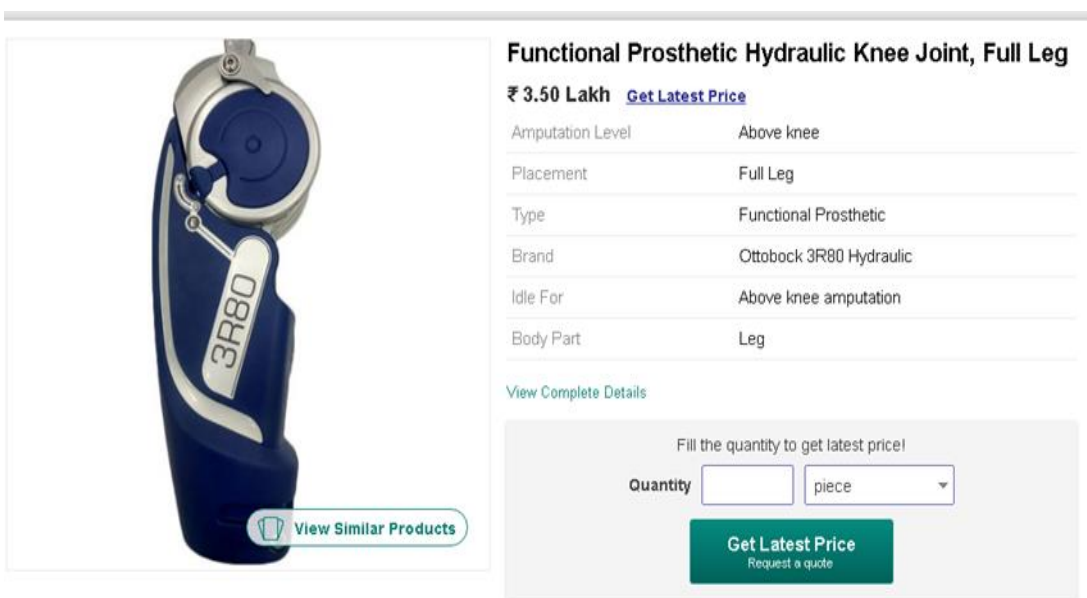 Functional Prosthetic Hydraulic Knee Joint, Full Leg
₹ 3.50 Lakh Get Latest Price
Amputation Level Above knee
Placement Full Leg
Type Functional Prosthetic
Brand Ottobock 3R80 Hydraulic
Idle For Above knee amputation
Body Part Leg
View Complete Details
Fill the quantity to get latest price!
Quantity piece
Get Latest Price
Request a quote
3R80
View Similar Products